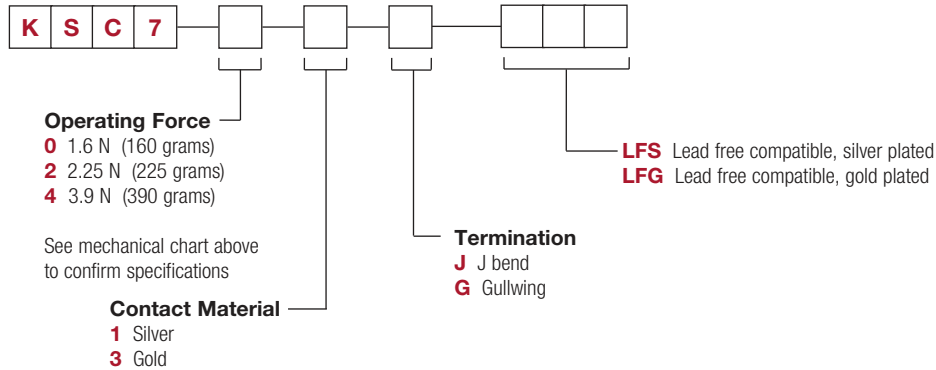 K S C 7
Operating Force
0 1.6 N (160 grams)
2 2.25 N (225 grams)
4 3.9 N (390 grams)
See mechanical chart above
to confirm specifications
Contact Material
1 Silver
3 Gold
Termination
J J bend
G Gullwing
LFS Lead free compatible, silver plated
LFG Lead free compatible, gold plated